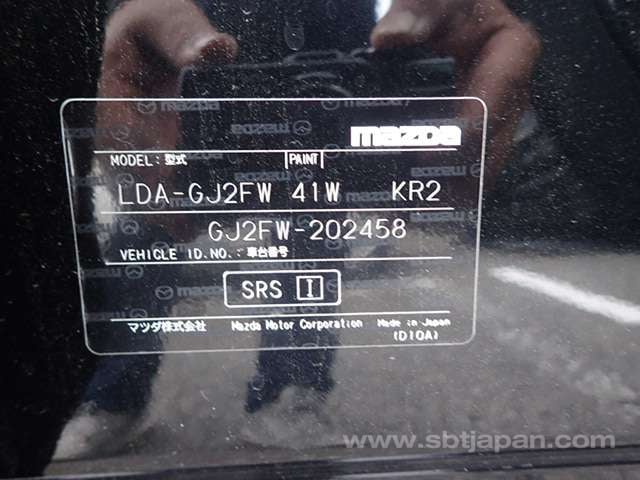 mazda
MODEL: 型式 PAINT
LDA-GJ2FW 41W KR2
GJ2FW-202458
VEHICLE ID.NO.: 車台番号
SRS I
マツダ株式会社 Mazda Motor Corporation Made in Japan
(D10A)
www.sbtjapan.com